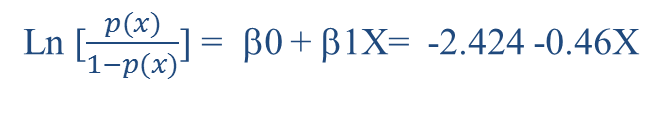 Ln [p(x)/1−p(x)] = β0 + β1X= -2.424 -0.46X